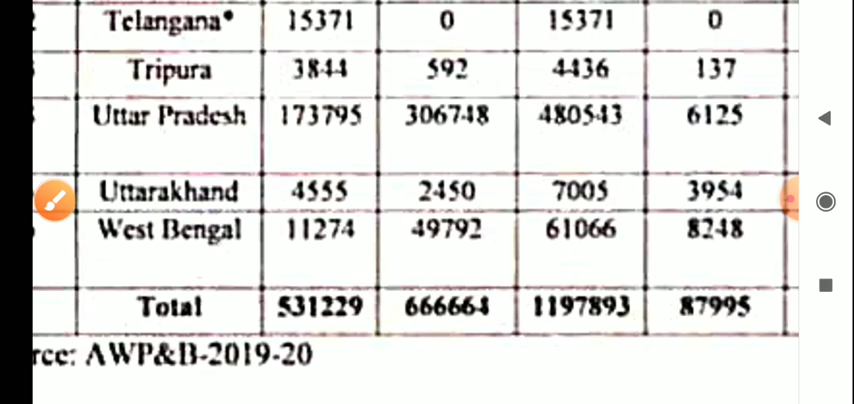 Telangana* 15371 0 15371 0
Tripura 3844 592 4436 137
Uttar Pradesh 173795 306748 480543 6125
Uttarakhand 4555 2450 7005 3954
West Bengal 11274 49792 61066 8248
Total 531229 666664 1197893 87995
rce: AWP&B-2019-20